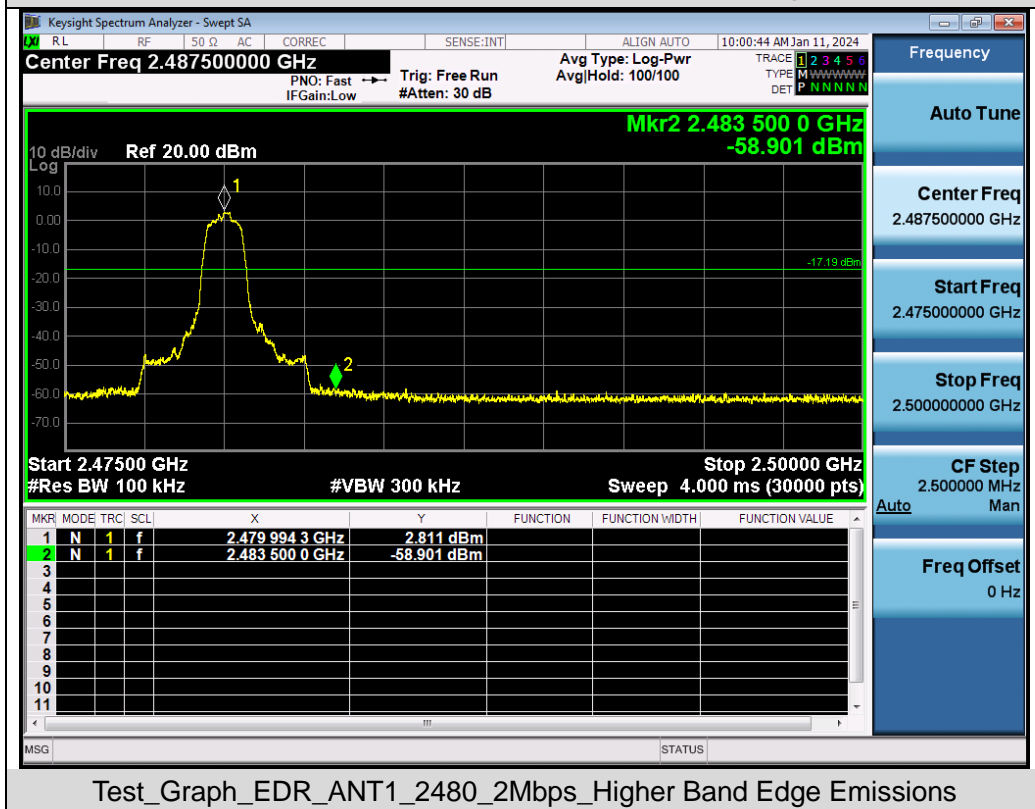 Keysight Spectrum Analyzer - Swept SA
LXI RL RF 50 Ω AC CORREC SENSE:INT ALIGN AUTO 10:00:44 AM Jan 11, 2024
Center Freq 2.487500000 GHz
PNO: Fast
IFGain:Low
Trig: Free Run
#Atten: 30 dB
Avg Type: Log-Pwr
Avg|Hold: 100/100
TRACE 1 2 3 4 5 6
TYPE M WWWWW
DET P N N N N N
Mkr2 2.483 500 0 GHz
-58.901 dBm
10 dB/div Ref 20.00 dBm
Log
10.0
0.00
-10.0
-20.0
-30.0
-40.0
-50.0
-60.0
-70.0
1
-17.19 dBm
2
Start 2.47500 GHz Stop 2.50000 GHz
#Res BW 100 kHz #VBW 300 kHz Sweep 4.000 ms (30000 pts)
MKR MODE TRC SCL X Y FUNCTION FUNCTION WIDTH FUNCTION VALUE
1 N 1 f 2.479 994 3 GHz 2.811 dBm
2 N 1 f 2.483 500 0 GHz -58.901 dBm
3
4
5
6
7
8
9
10
11
MSG STATUS
Frequency
Auto Tune
Center Freq
2.487500000 GHz
Start Freq
2.475000000 GHz
Stop Freq
2.500000000 GHz
CF Step
2.500000 MHz
Auto Man
Freq Offset
0 Hz
Test_Graph_EDR_ANT1_2480_2Mbps_Higher Band Edge Emissions